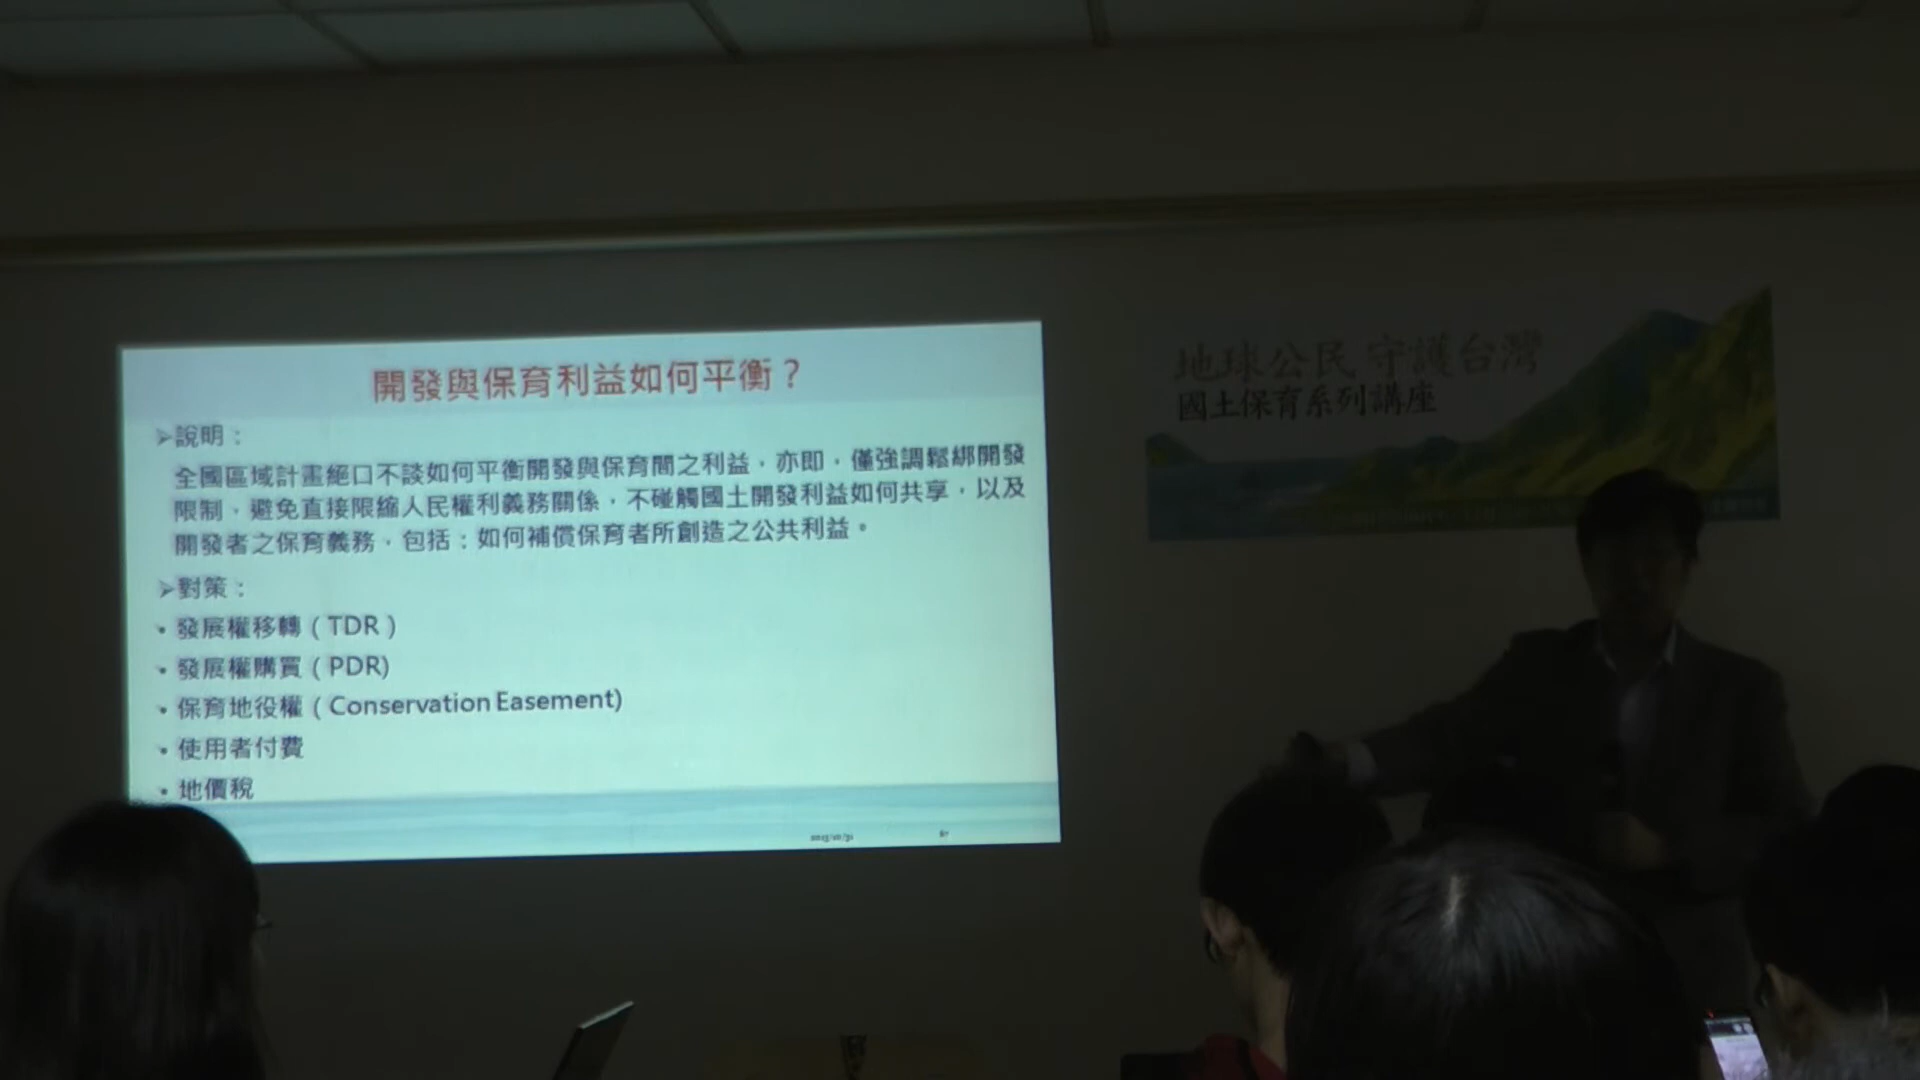 開發與保育利益如何平衡？
➢說明：
全國區域計畫絕口不談如何平衡開發與保育間之利益，亦即，僅強調鬆綁開發
限制，避免直接限縮人民權利義務關係，不碰觸國土開發利益如何共享，以及
開發者之保育義務，包括：如何補償保育者所創造之公共利益。
➢對策：
• 發展權移轉（TDR）
• 發展權購買（PDR)
• 保育地役權（Conservation Easement)
• 使用者付費
• 地價稅
地球公民 守護台灣
國土保育系列講座